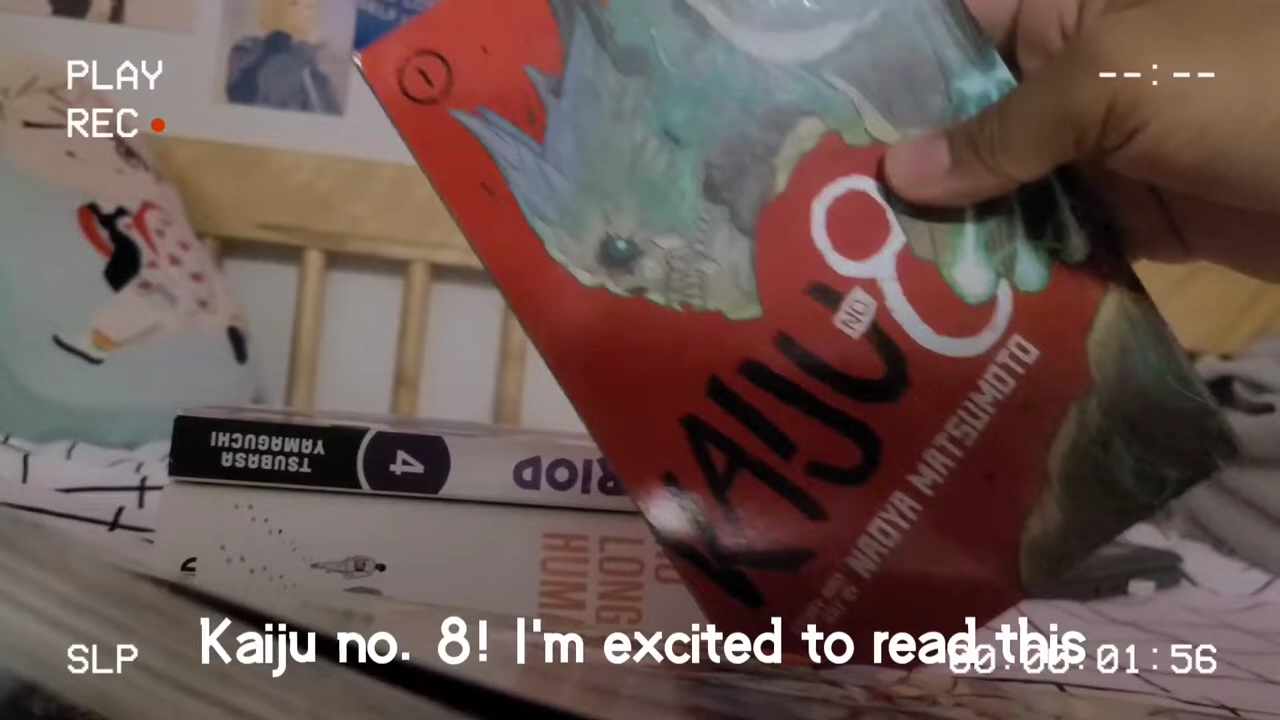 PLAY
--:--
REC
1
8
NO
KAIJU
NAOYA MATSUMOTO
TSUBASA
YAMAGUCHI
4
RIOD
LONG
HUM
Kaiju no. 8! I'm excited to read this
SLP
00:00:01:56